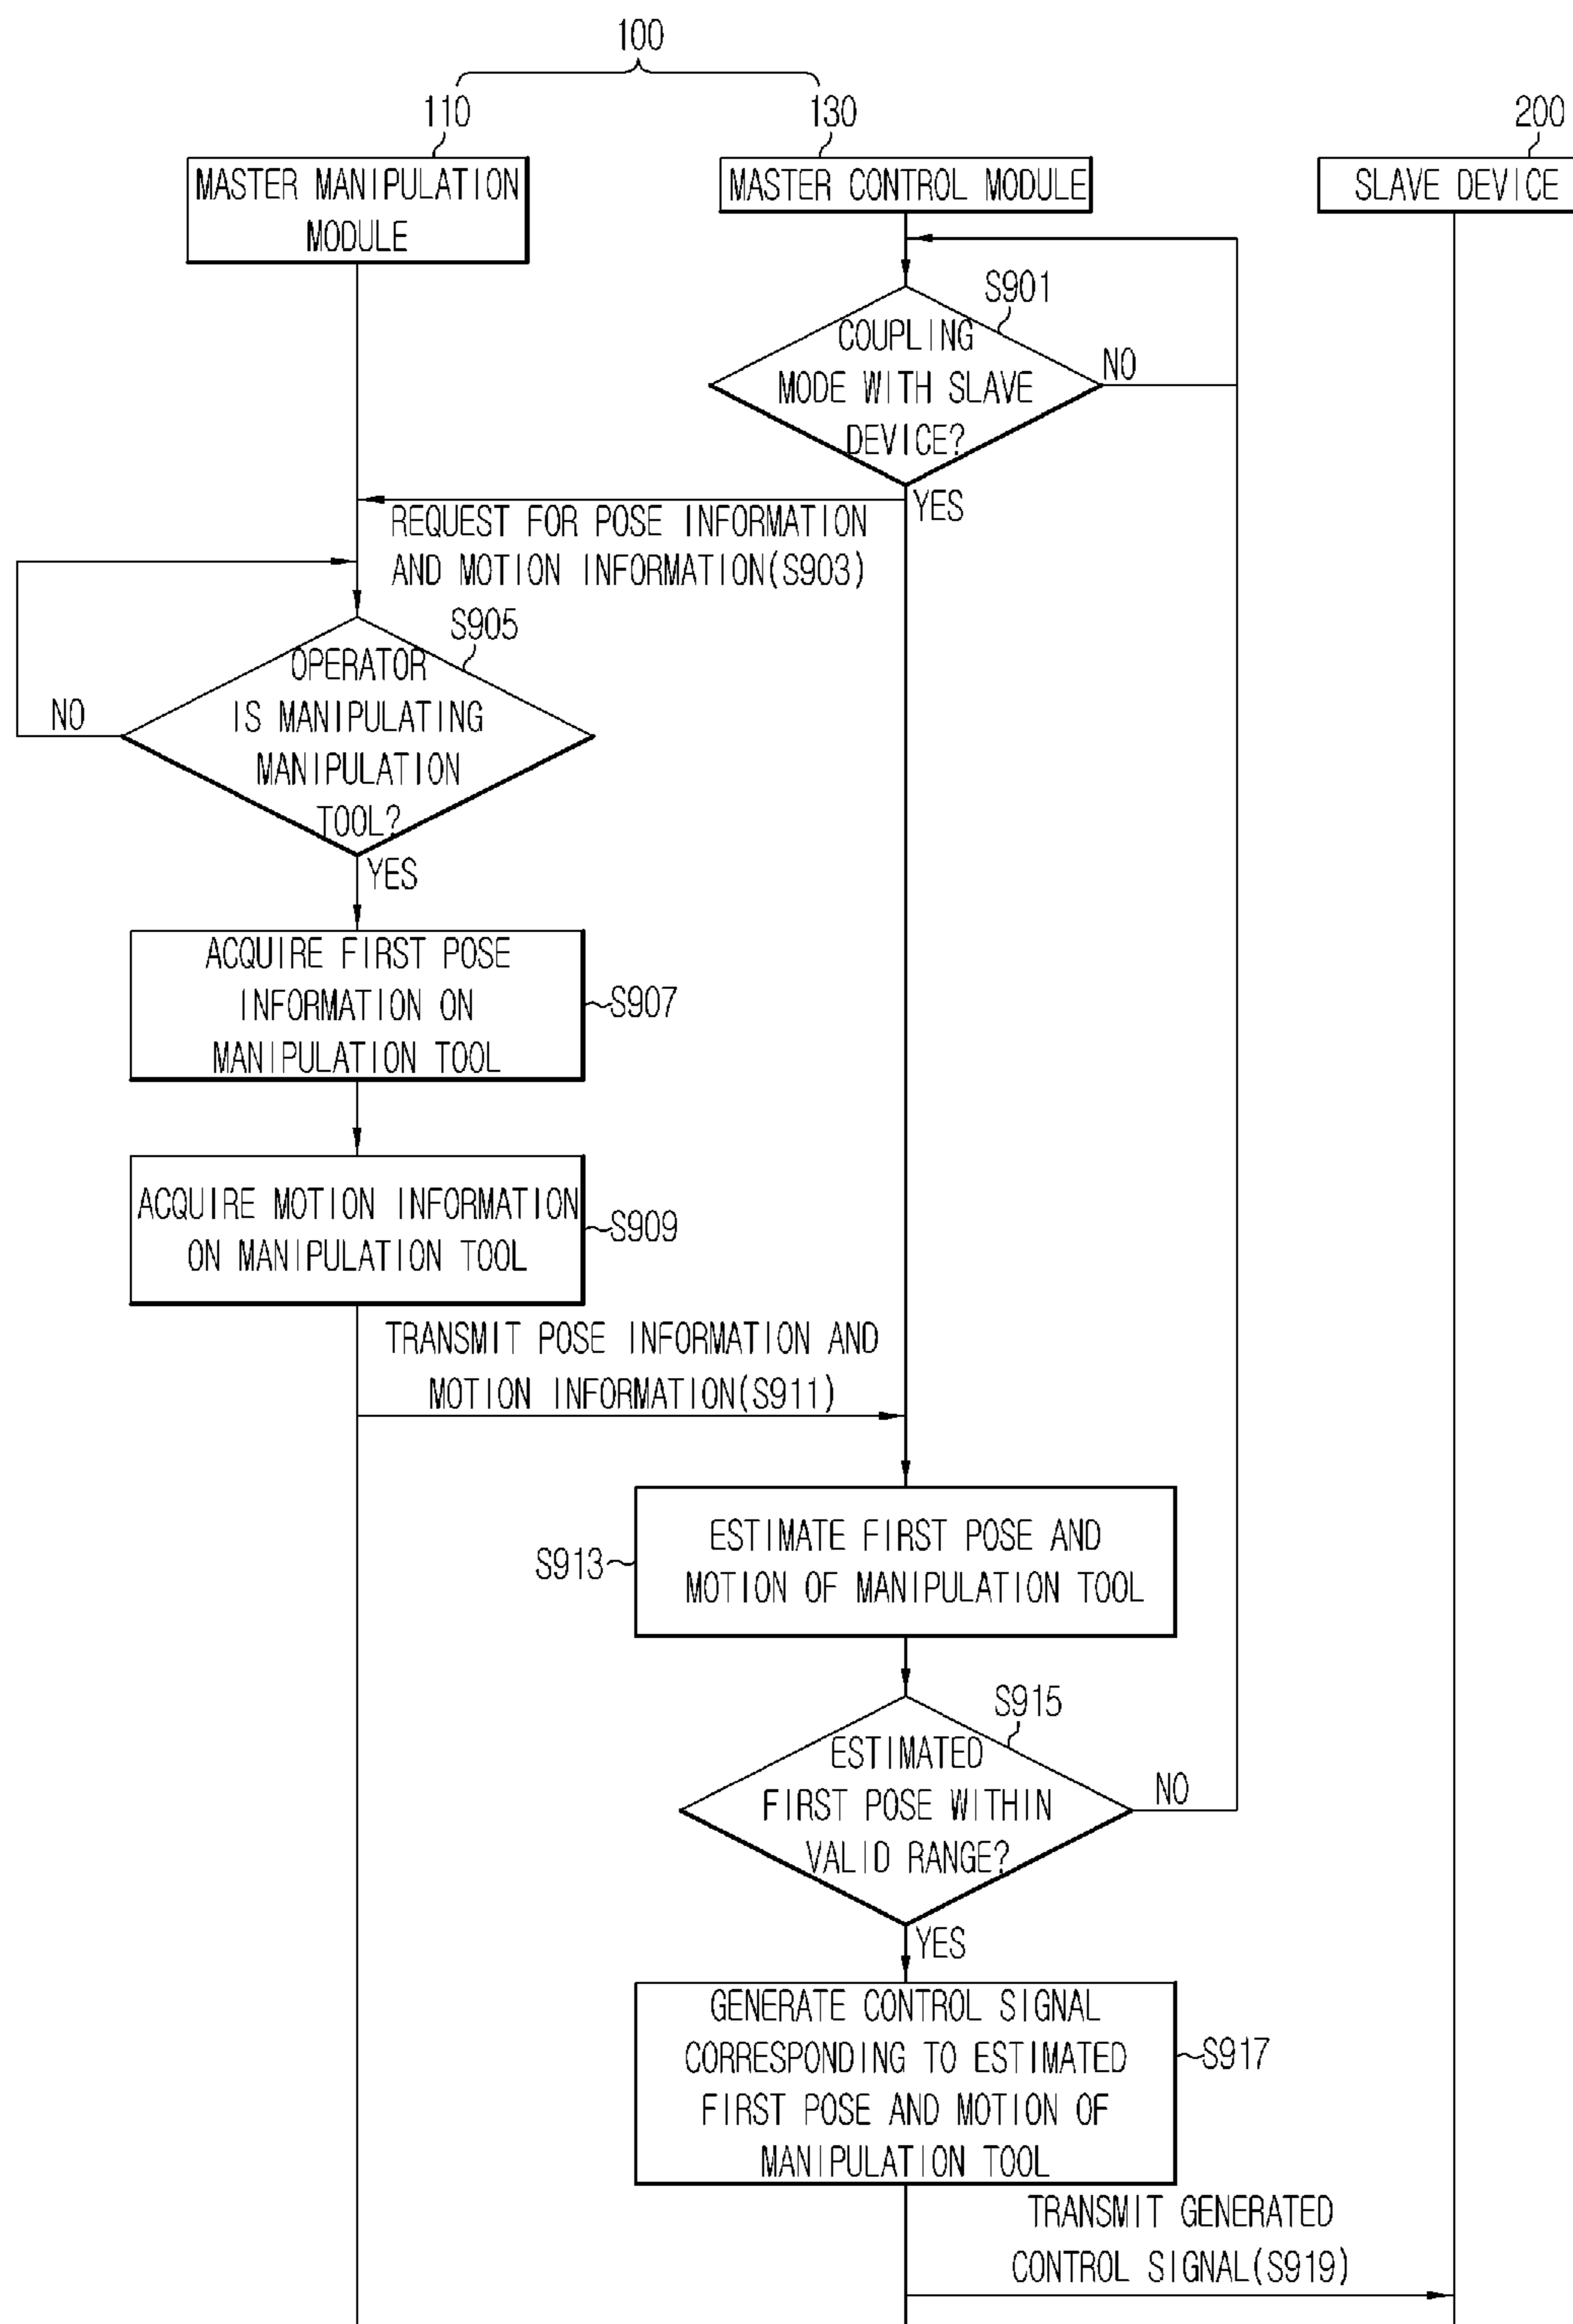 100
110
130
200
MASTER MANIPULATION
MODULE
MASTER CONTROL MODULE
SLAVE DEVICE
S901
COUPLING
MODE WITH SLAVE
DEVICE?
NO
YES
REQUEST FOR POSE INFORMATION
AND MOTION INFORMATION(S903)
S905
OPERATOR
IS MANIPULATING
MANIPULATION
TOOL?
NO
YES
ACQUIRE FIRST POSE
INFORMATION ON
MANIPULATION TOOL
S907
ACQUIRE MOTION INFORMATION
ON MANIPULATION TOOL
S909
TRANSMIT POSE INFORMATION AND
MOTION INFORMATION(S911)
S913
ESTIMATE FIRST POSE AND
MOTION OF MANIPULATION TOOL
S915
ESTIMATED
FIRST POSE WITHIN
VALID RANGE?
NO
YES
GENERATE CONTROL SIGNAL
CORRESPONDING TO ESTIMATED
FIRST POSE AND MOTION OF
MANIPULATION TOOL
S917
TRANSMIT GENERATED
CONTROL SIGNAL(S919)